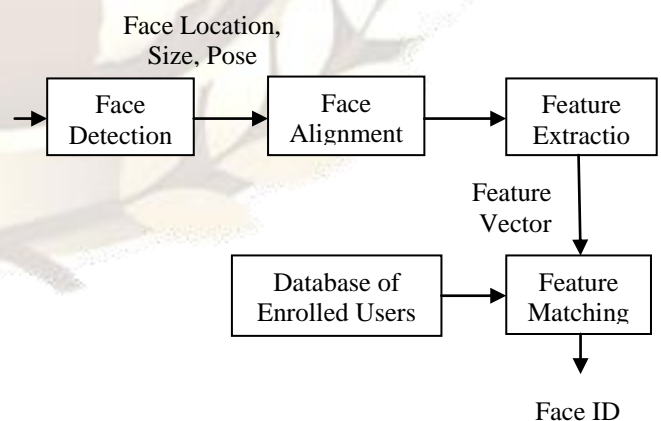 Face Location,
Size, Pose
Face
Detection
Face
Alignment
Feature
Extractio
Feature
Vector
Database of
Enrolled Users
Feature
Matching
Face ID